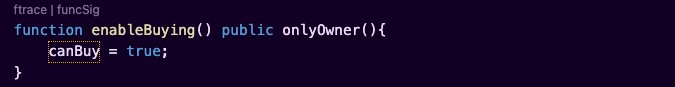 ftrace | funcSig
function enableBuying() public onlyOwner(){
    canBuy = true;
}